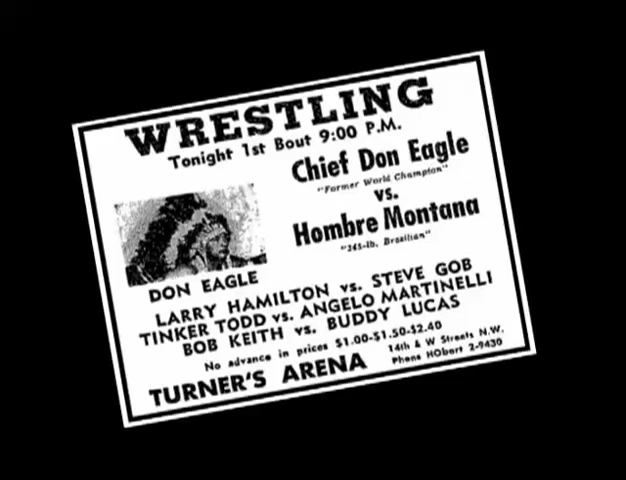 WRESTLING
Tonight 1st Bout 9:00 P.M.
Chief Don Eagle
"Former World Champion"
vs.
Hombre Montana
"365-lb. Brazilian"
DON EAGLE
LARRY HAMILTON vs. STEVE GOB
TINKER TODD vs. ANGELO MARTINELLI
BOB KEITH vs. BUDDY LUCAS
No advance in prices $1.00-$1.50-$2.40
TURNER'S ARENA
14th & W Streets N.W.
Phone HObart 2-9430